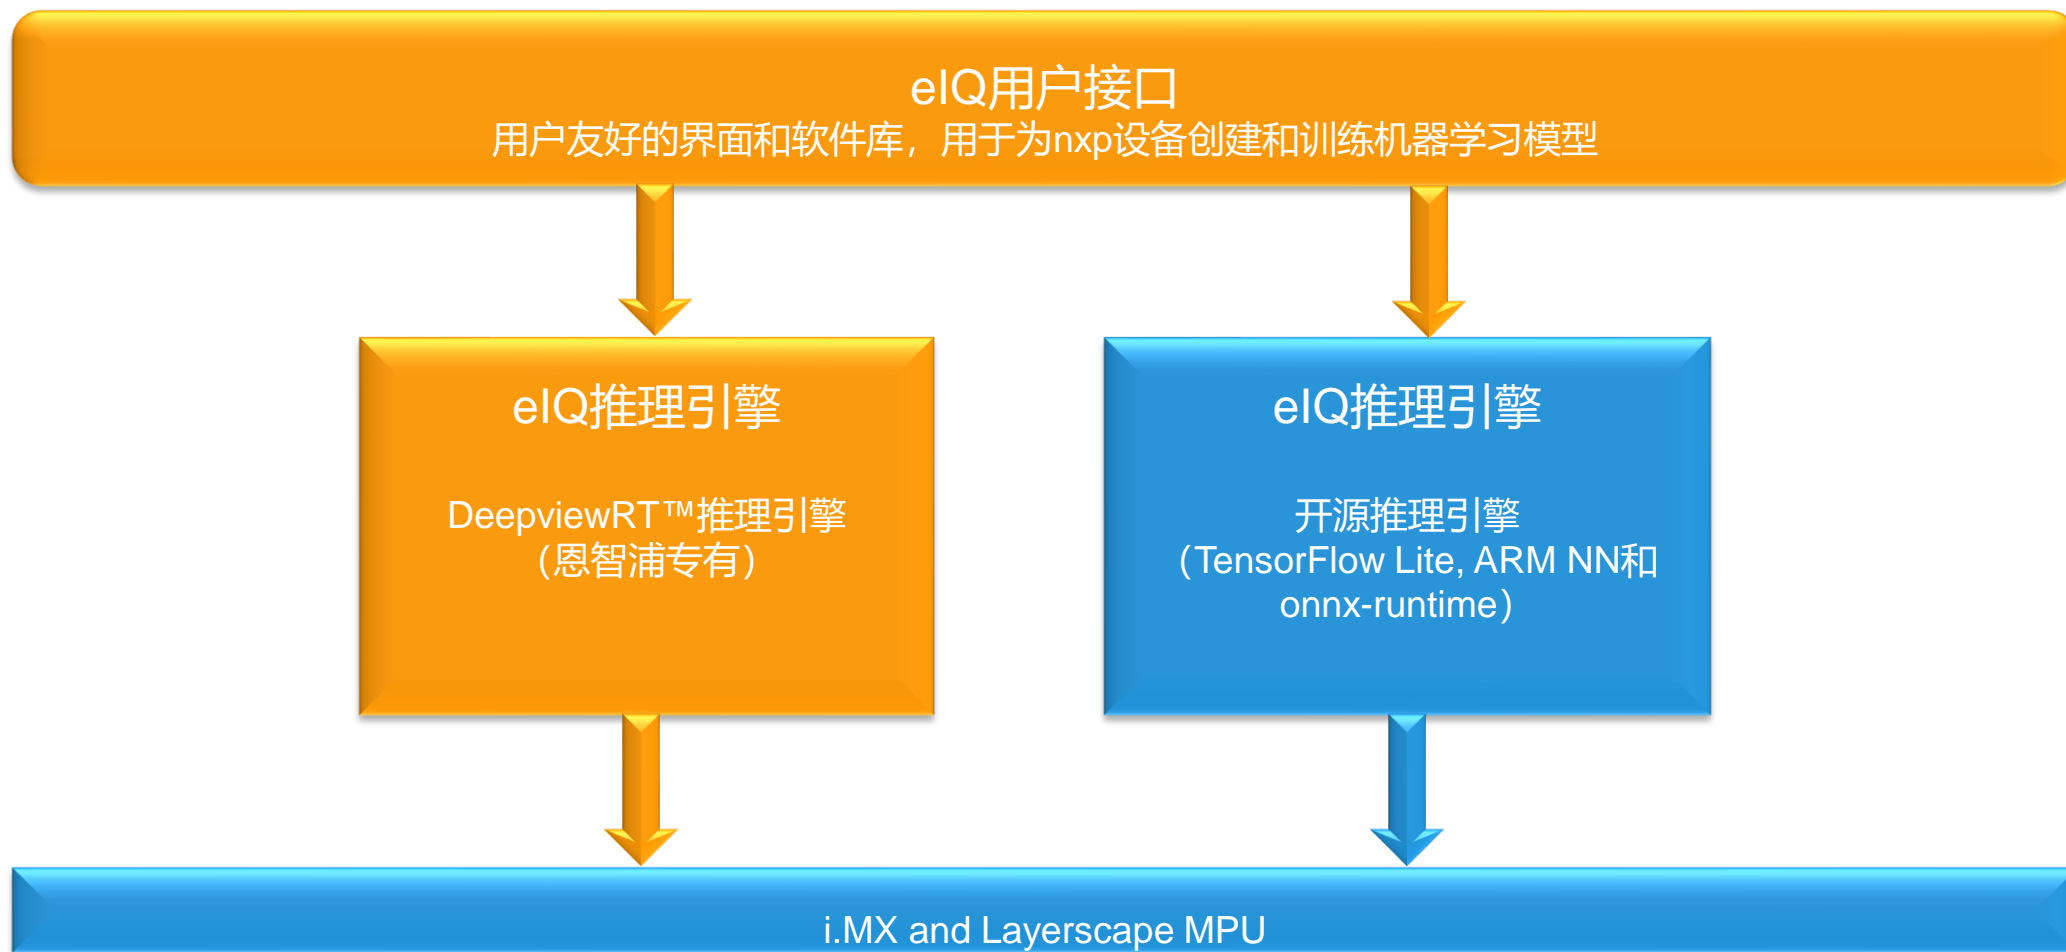 eIQ用户接口
用户友好的界面和软件库，用于为nxp设备创建和训练机器学习模型
eIQ推理引擎
DeepviewRT™推理引擎
（恩智浦专有）
eIQ推理引擎
开源推理引擎
（TensorFlow Lite, ARM NN和
onnx-runtime）
i.MX and Layerscape MPU